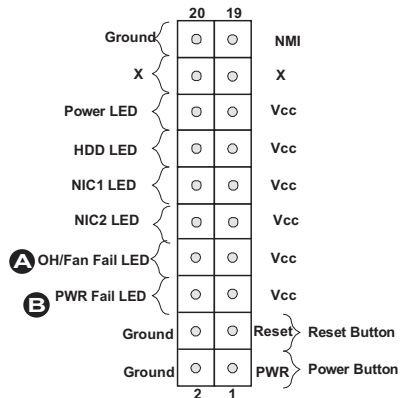 20 19
Ground NMI
X X
Power LED Vcc
HDD LED Vcc
NIC1 LED Vcc
NIC2 LED Vcc
A OH/Fan Fail LED Vcc
B PWR Fail LED Vcc
Ground Reset Reset Button
Ground PWR Power Button
2 1